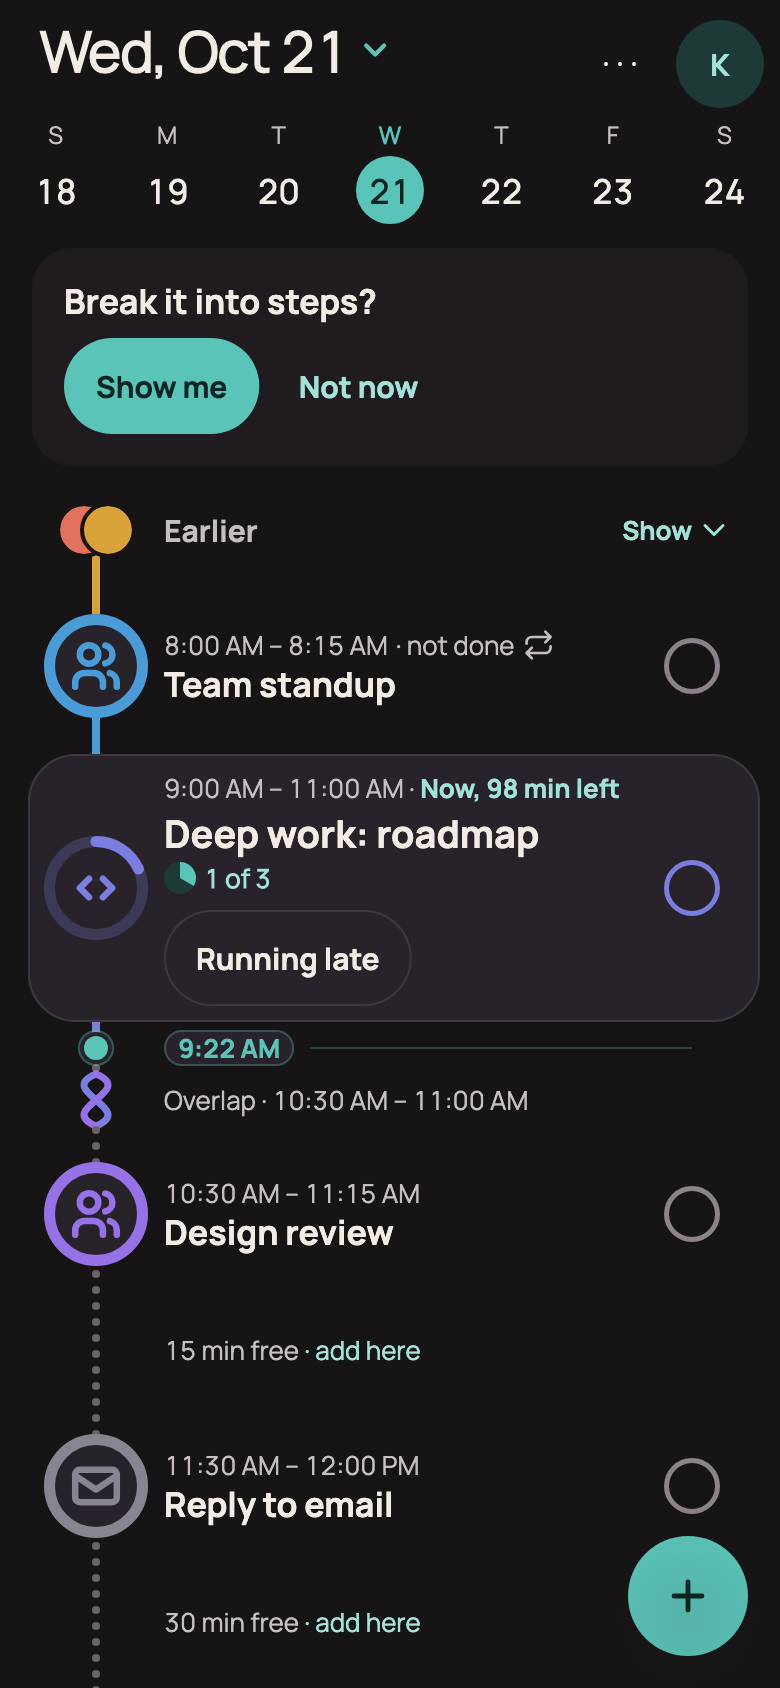 Wed, Oct 21
...
K
S M T W T F S
18 19 20 21 22 23 24
Break it into steps?
Show me Not now
Earlier Show
8:00 AM – 8:15 AM · not done
Team standup
9:00 AM – 11:00 AM · Now, 98 min left
Deep work: roadmap
1 of 3
Running late
9:22 AM
Overlap · 10:30 AM – 11:00 AM
10:30 AM – 11:15 AM
Design review
15 min free · add here
11:30 AM – 12:00 PM
Reply to email
30 min free · add here